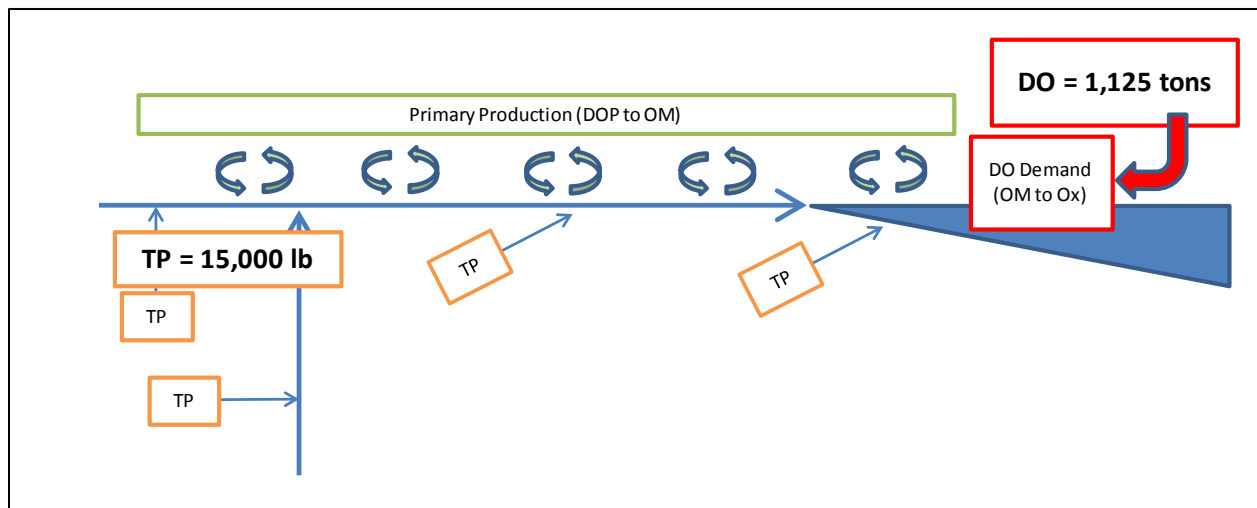 DO = 1,125 tons
Primary Production (DOP to OM)
DO Demand
(OM to Ox)
TP = 15,000 lb
TP
TP
TP
TP